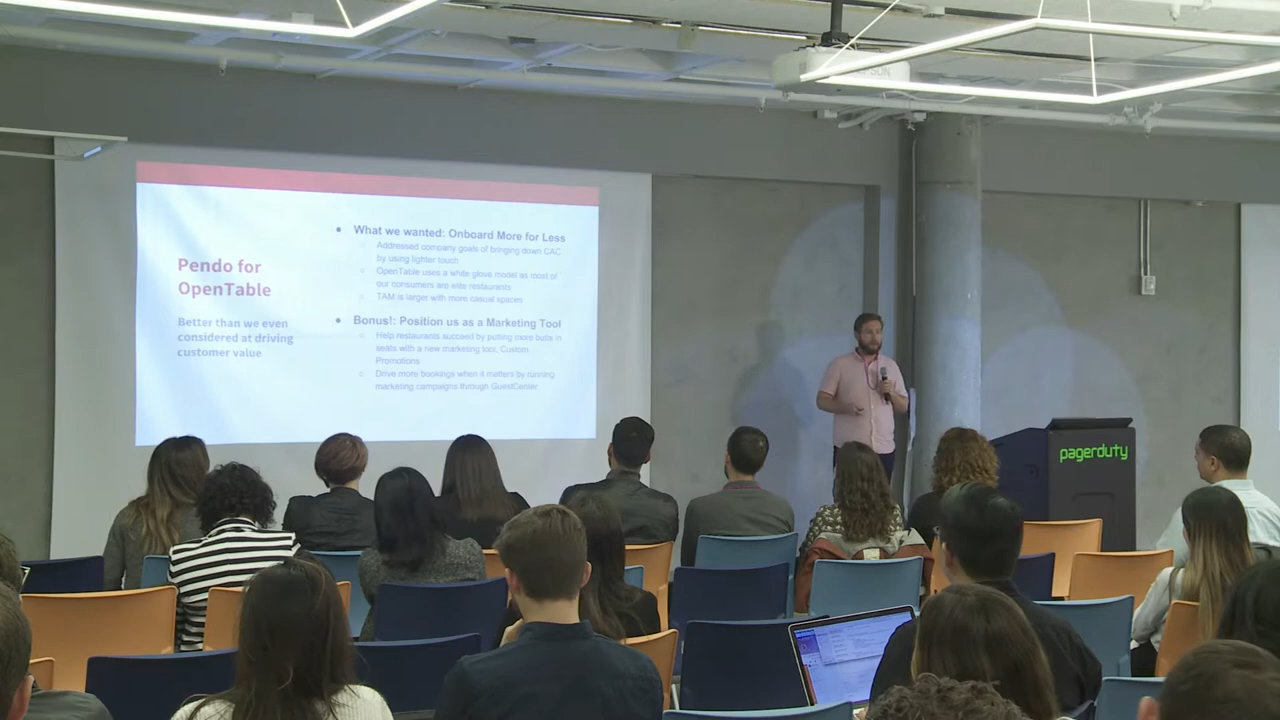 EPSON
Pendo for
OpenTable
Better than we even
considered at driving
customer value
What we wanted: Onboard More for Less
Addressed company goals of bringing down CAC
by using lighter touch
OpenTable uses a white glove model as most of
our consumers are elite restaurants
TAM is larger with more casual spaces
Bonus!: Position us as a Marketing Tool
Help restaurants succeed by putting more butts in
seats with a new marketing tool, Custom
Promotions
Drive more bookings when it matters by running
marketing campaigns through GuestCenter
pagerduty